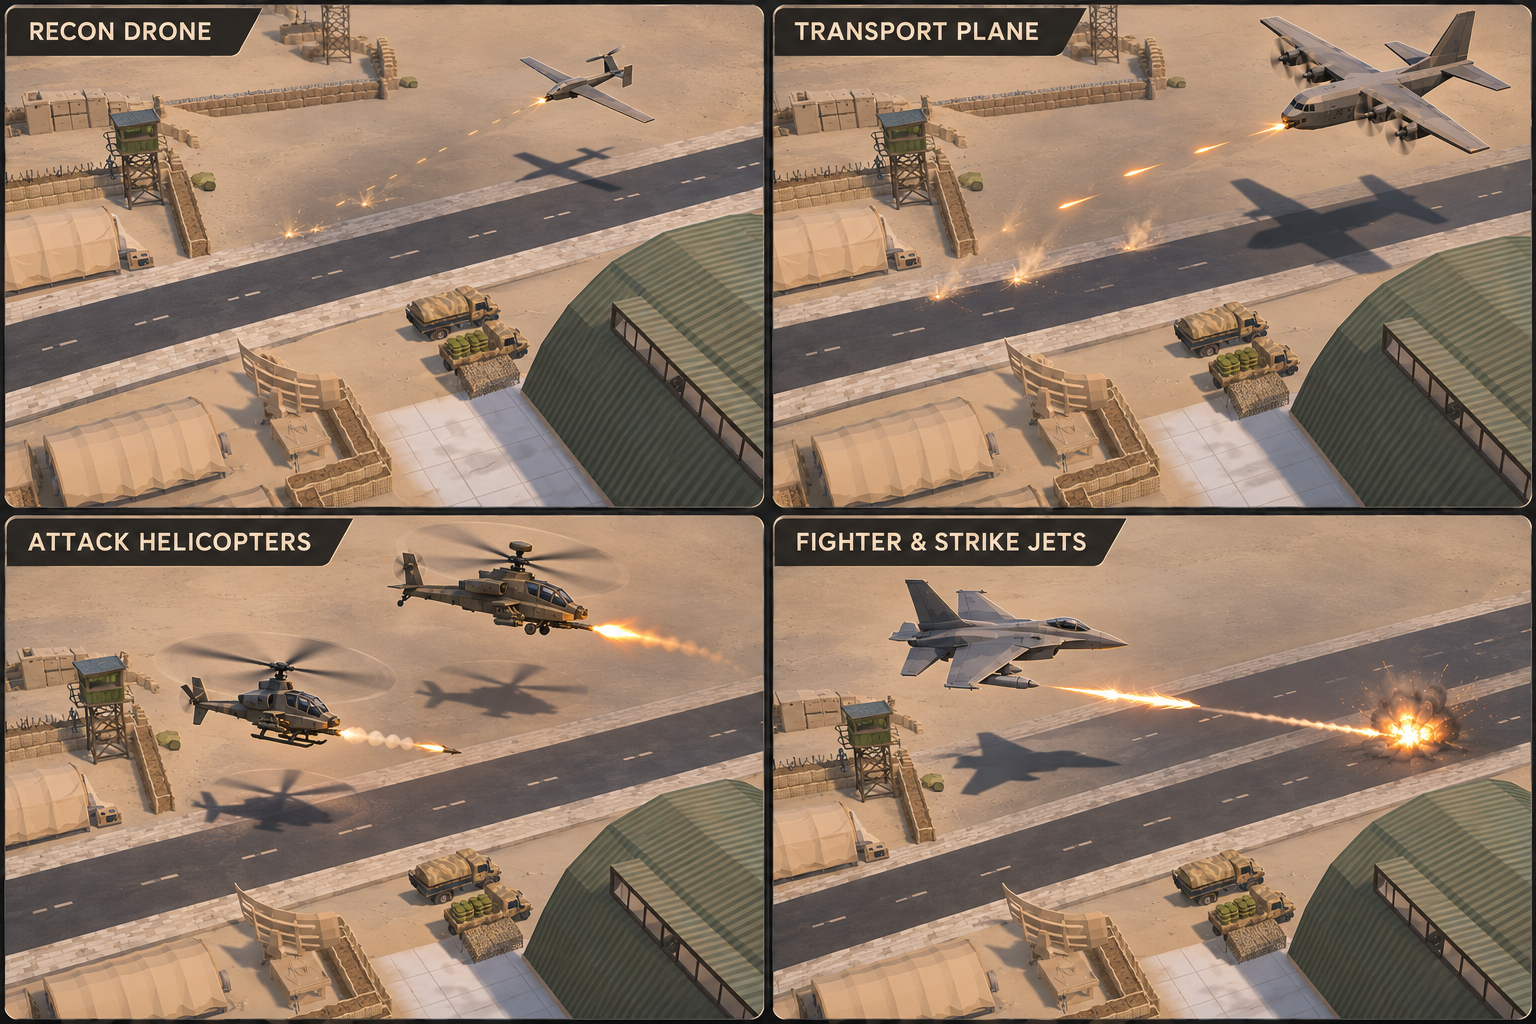 RECON DRONE
TRANSPORT PLANE
ATTACK HELICOPTERS
FIGHTER & STRIKE JETS